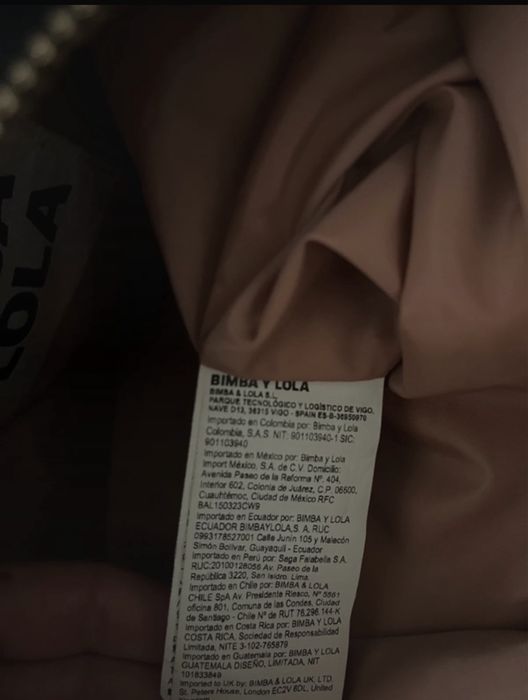 LOLA
BIMBA Y LOLA
BIMBA & LOLA S.L.
PARQUE TECNOLÓGICO Y LOGÍSTICO DE VIGO,
NAVE D13, 36315 VIGO - SPAIN ES-B-36950970
Importado en Colombia por: Bimba y Lola
Colombia, S.A.S. NIT: 901103940-1 SIC:
901103940
Importado en México por: Bimba y Lola
Import México, S.A. de C.V. Domicilio:
Avenida Paseo de la Reforma Nº. 404,
Interior 602, Colonia de Juárez, C.P. 06600,
Cuauhtémoc, Ciudad de México RFC
BAL150323CW9
Importado en Ecuador por: BIMBA Y LOLA
ECUADOR BIMBAYLOLA, S. A. RUC
0993178527001 Calle Junin 105 y Malecón
Simón Bolívar, Guayaquil - Ecuador
Importado en Perú por: Saga Falabella S.A.
RUC:20100128056 Av. Paseo de la
República 3220, San Isidro. Lima
Importado en Chile por: BIMBA & LOLA
CHILE SpA Av. Presidente Riesco, Nº 5561
oficina 801, Comuna de las Condes, Ciudad
de Santiago - Chile Nº de RUT 76.296.144-K
Importado en Costa Rica por: BIMBA Y LOLA
COSTA RICA, Sociedad de Responsabilidad
Limitada, NITE 3-102-765879
Importado en Guatemala por: BIMBA Y LOLA
GUATEMALA DISEÑO, LIMITADA, NIT
101633849
Imported to UK by: BIMBA & LOLA UK, LTD.
St. Peters House, London EC2V 8DL, United